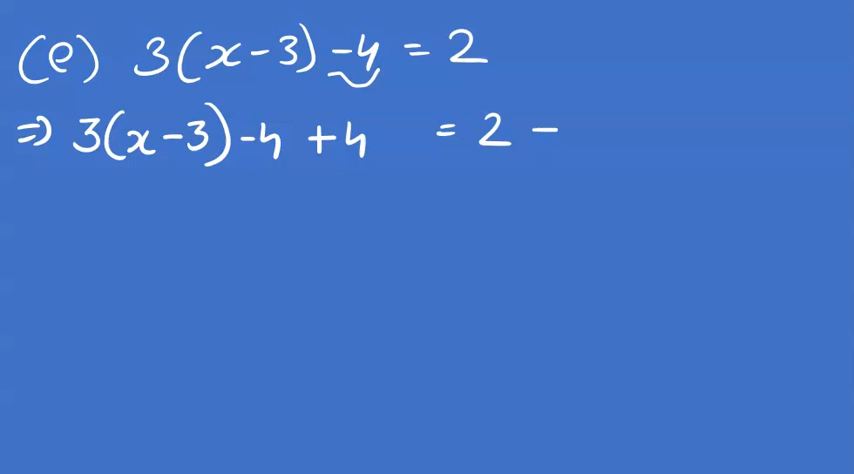 (e) 3(x-3) -4 = 2
⇒ 3(x-3) -4 +4 = 2 -